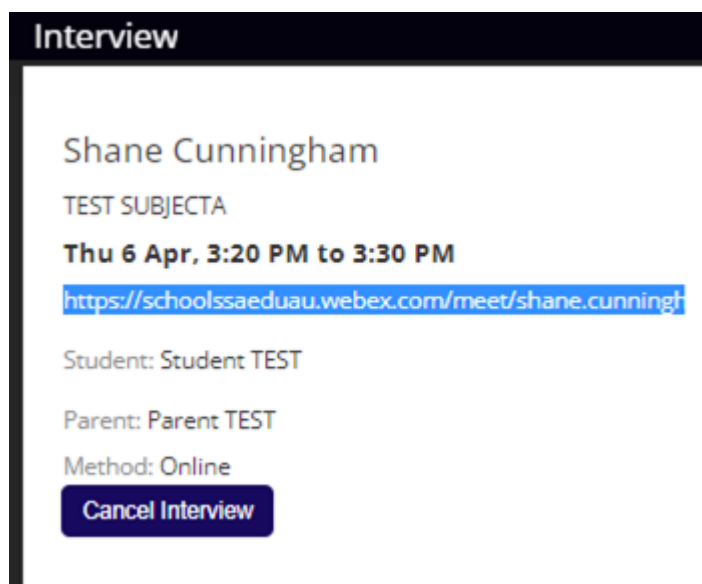 Interview
Shane Cunningham
TEST SUBJECTA
Thu 6 Apr, 3:20 PM to 3:30 PM
https://schoolssaeduau.webex.com/meet/shane.cunningh
Student: Student TEST
Parent: Parent TEST
Method: Online
Cancel Interview